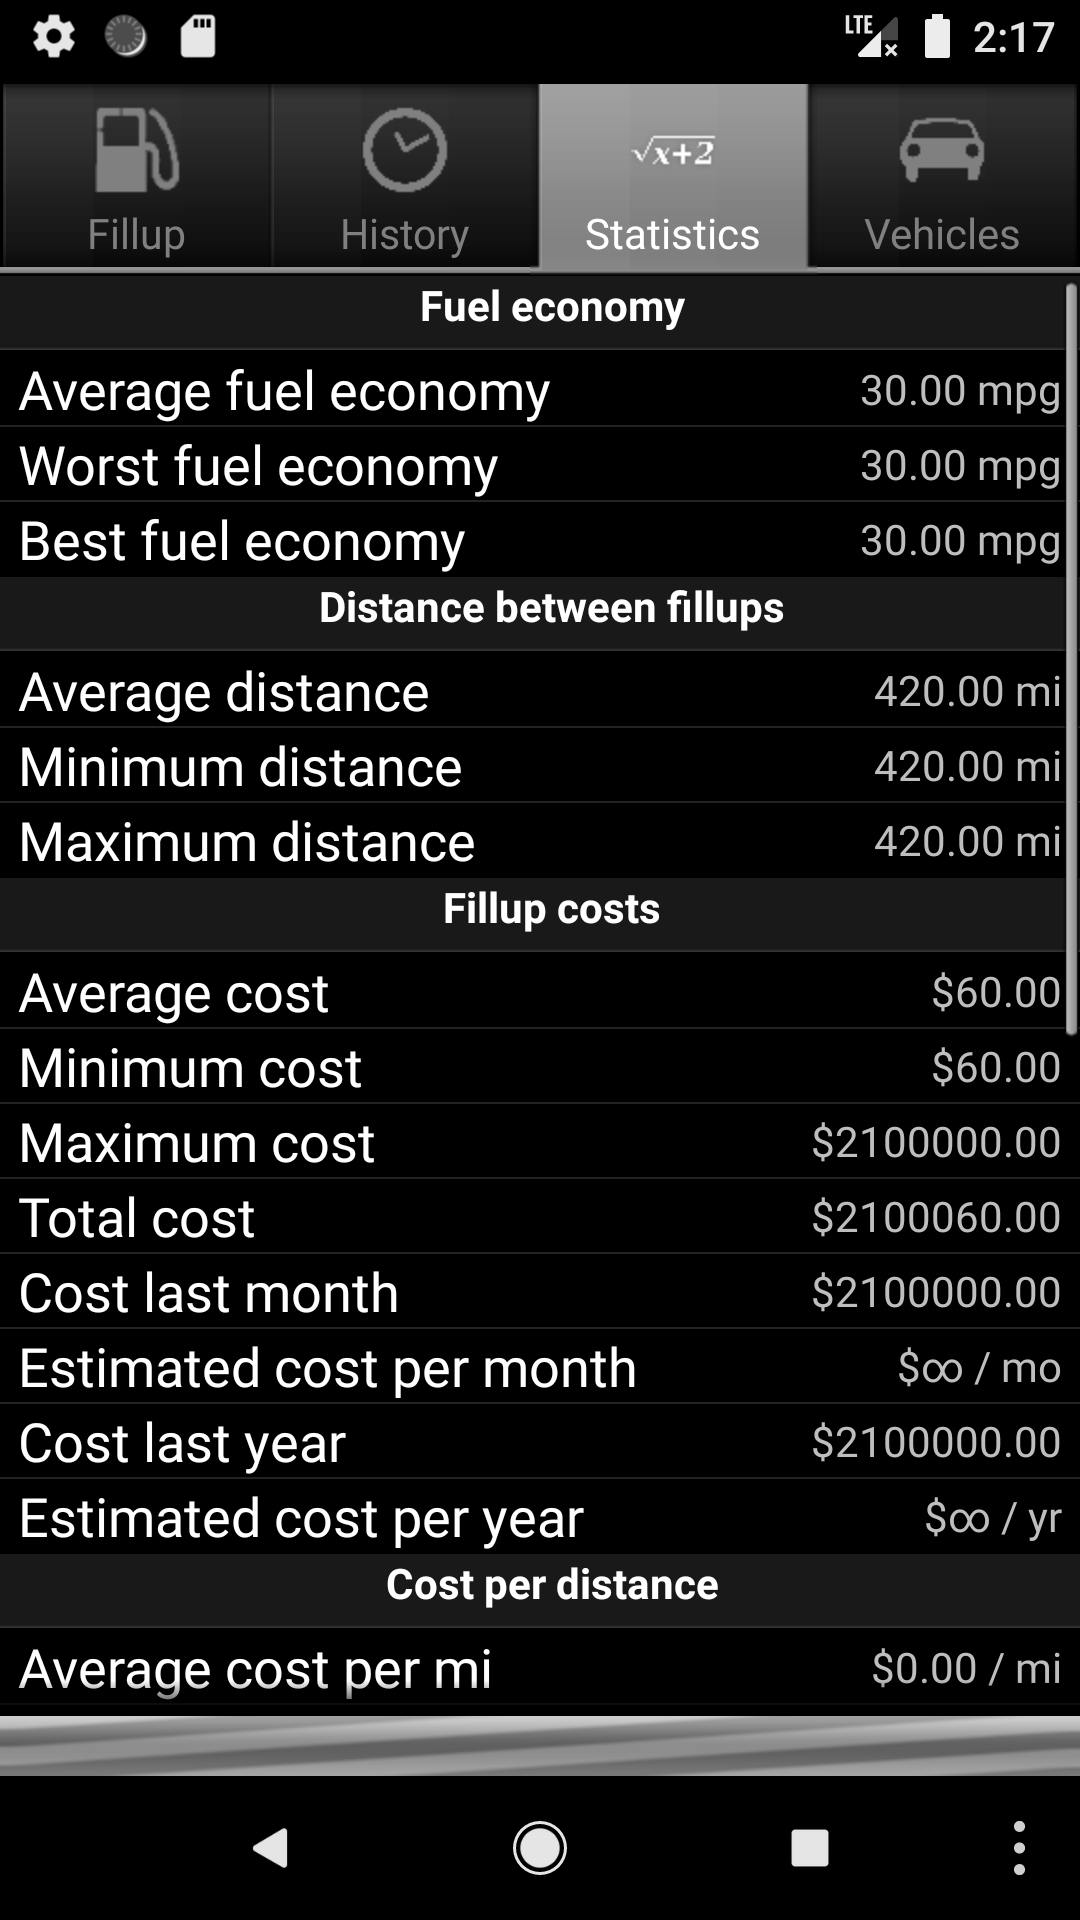 LTE 2:17
Fillup History √x+2 Statistics Vehicles
Fuel economy
Average fuel economy 30.00 mpg
Worst fuel economy 30.00 mpg
Best fuel economy 30.00 mpg
Distance between fillups
Average distance 420.00 mi
Minimum distance 420.00 mi
Maximum distance 420.00 mi
Fillup costs
Average cost $60.00
Minimum cost $60.00
Maximum cost $2100000.00
Total cost $2100060.00
Cost last month $2100000.00
Estimated cost per month $∞ / mo
Cost last year $2100000.00
Estimated cost per year $∞ / yr
Cost per distance
Average cost per mi $0.00 / mi